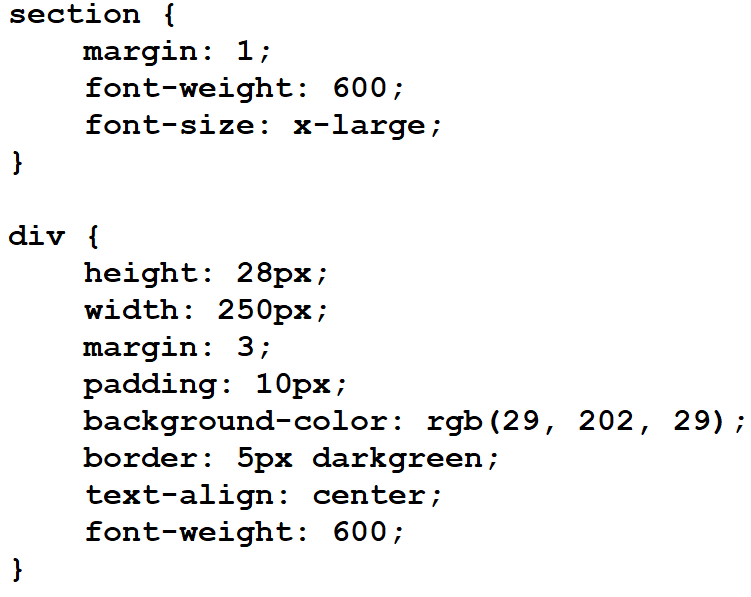 section {
    margin: 1;
    font-weight: 600;
    font-size: x-large;
}

div {
    height: 28px;
    width: 250px;
    margin: 3;
    padding: 10px;
    background-color: rgb(29, 202, 29);
    border: 5px darkgreen;
    text-align: center;
    font-weight: 600;
}